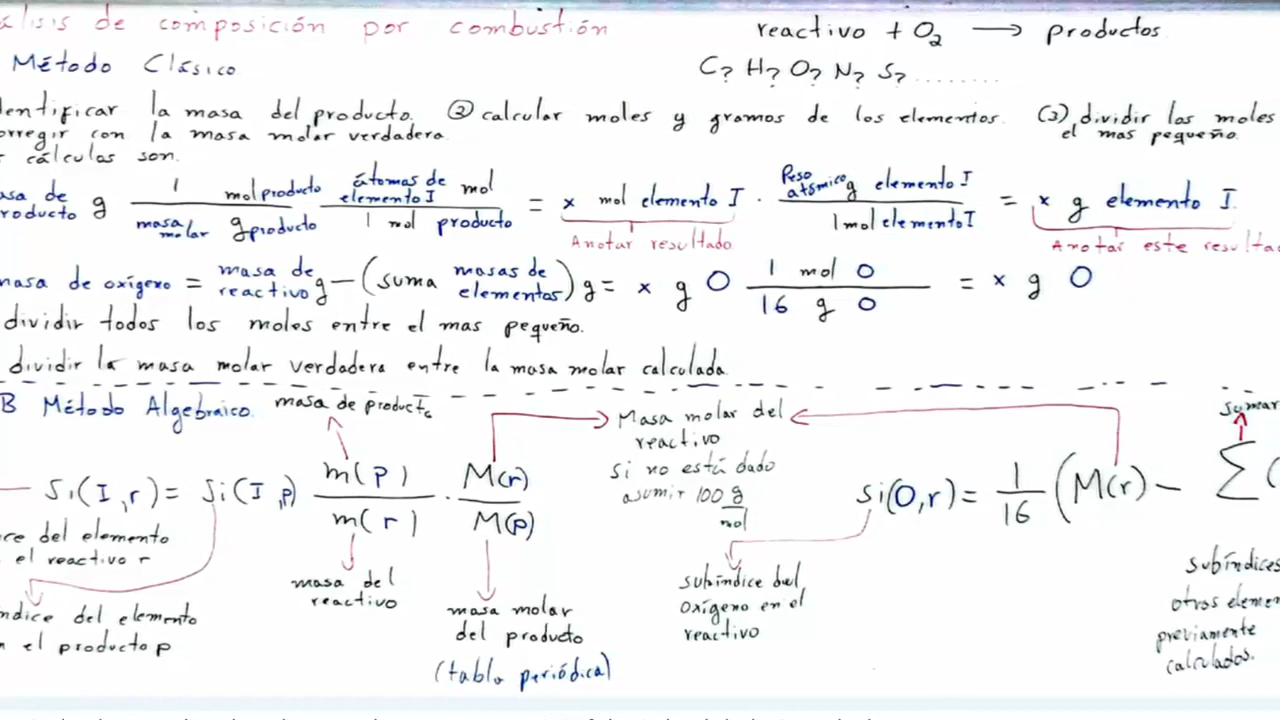 álisis de composición por combustión
reactivo + O2 → productos
Método Clásico
C? H? O? N? S? ........
dentificar la masa del producto. ② calcular moles y gramos de los elementos. (3) dividir los moles
orregir con la masa molar verdadera
el mas pequeño.
cálculos son.
asa de producto g 1 mol producto / masa molar g producto átomas de elemento I mol / 1 mol producto = x mol elemento I · Peso atómico g elemento I / 1 mol elemento I = x g elemento I.
Anotar resultado
Anotar este resulta
masa de oxígeno = masa de reactivo g – (suma masas de elementos) g = x g O 1 mol O / 16 g O = x g O
dividir todos los moles entre el mas pequeño.
dividir la masa molar verdadera entre la masa molar calculada.
B Método Algebraico.
masa de producto
Masa molar del
reactivo
si no está dado
asumir 100 g/mol
sumar
Si(I,r) = Si(I,p) m(p)/m(r) · M(r)/M(p)
Si(O,r) = 1/16 (M(r) – Σ (
ice del elemento
el reactivo r
índice del elemento
n el producto p
masa del
reactivo
masa molar
del producto
(tabla periódica)
subíndice del
oxígeno en el
reactivo
subíndices
otros elemen
previamente
calculados.